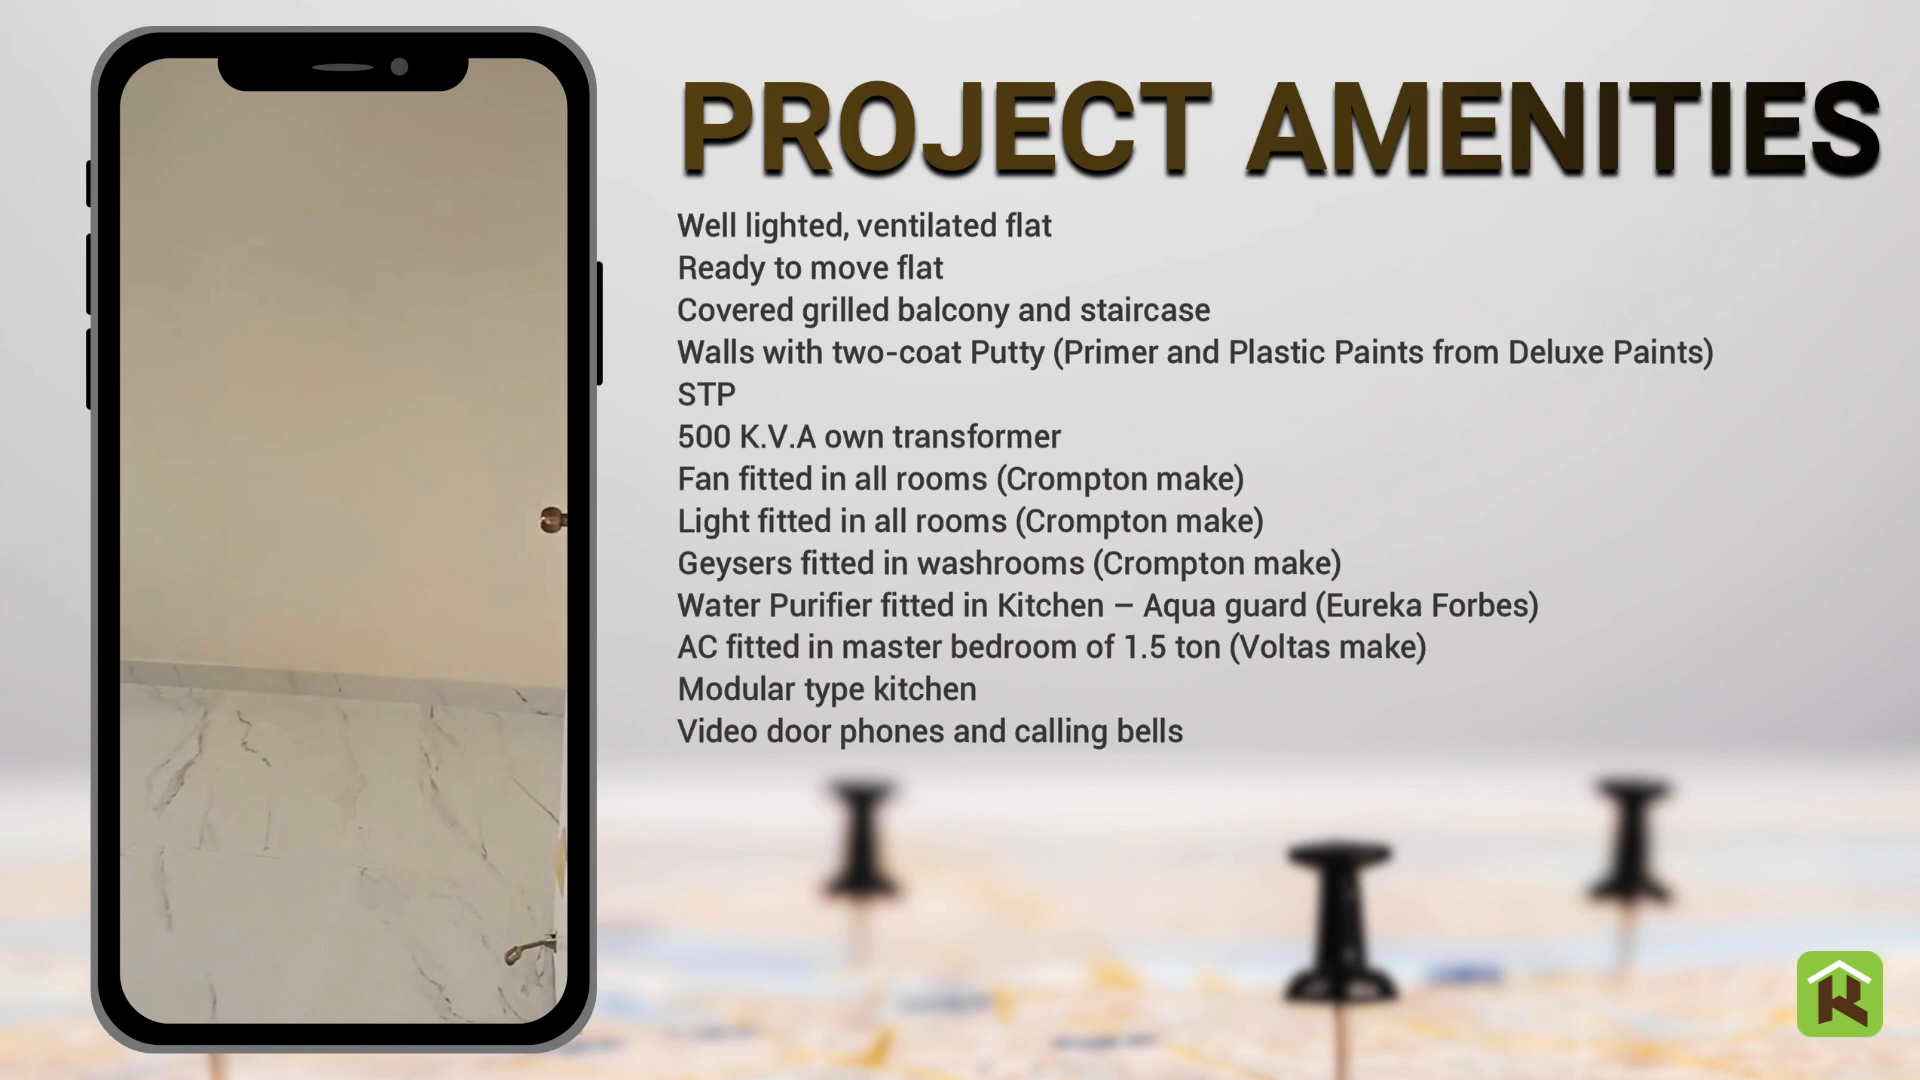 PROJECT AMENITIES
Well lighted, ventilated flat
Ready to move flat
Covered grilled balcony and staircase
Walls with two-coat Putty (Primer and Plastic Paints from Deluxe Paints)
STP
500 K.V.A own transformer
Fan fitted in all rooms (Crompton make)
Light fitted in all rooms (Crompton make)
Geysers fitted in washrooms (Crompton make)
Water Purifier fitted in Kitchen – Aqua guard (Eureka Forbes)
AC fitted in master bedroom of 1.5 ton (Voltas make)
Modular type kitchen
Video door phones and calling bells